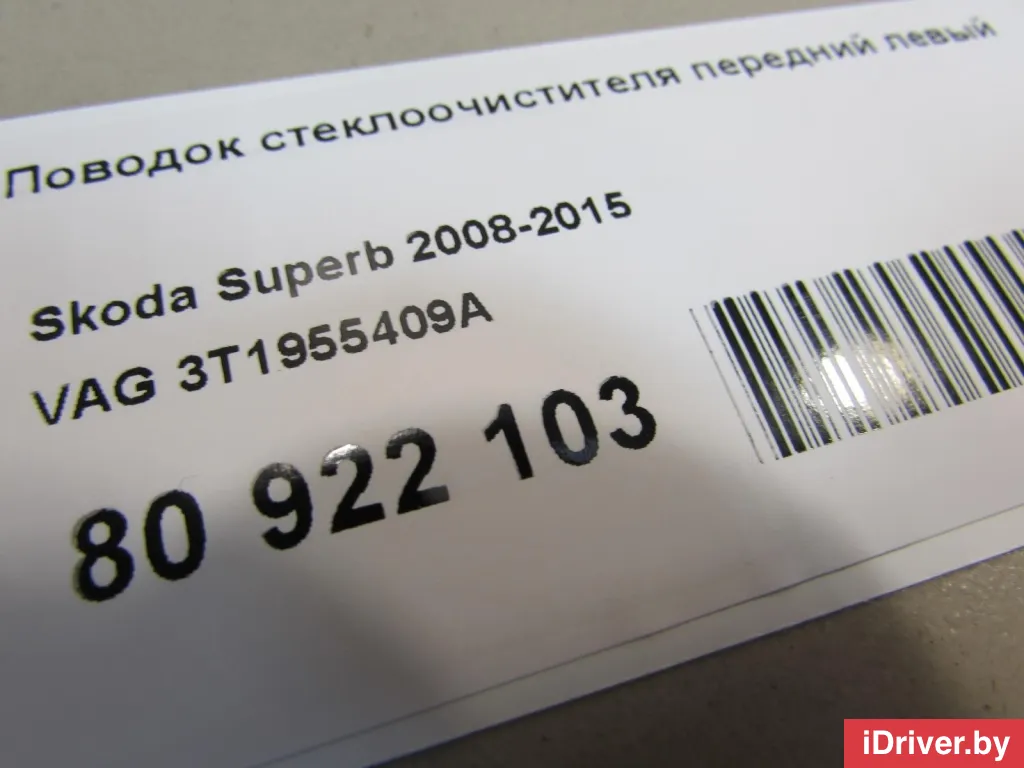 Поводок стеклоочистителя передний левый
Skoda Superb 2008-2015
VAG 3T1955409A
80 922 103
iDriver.by